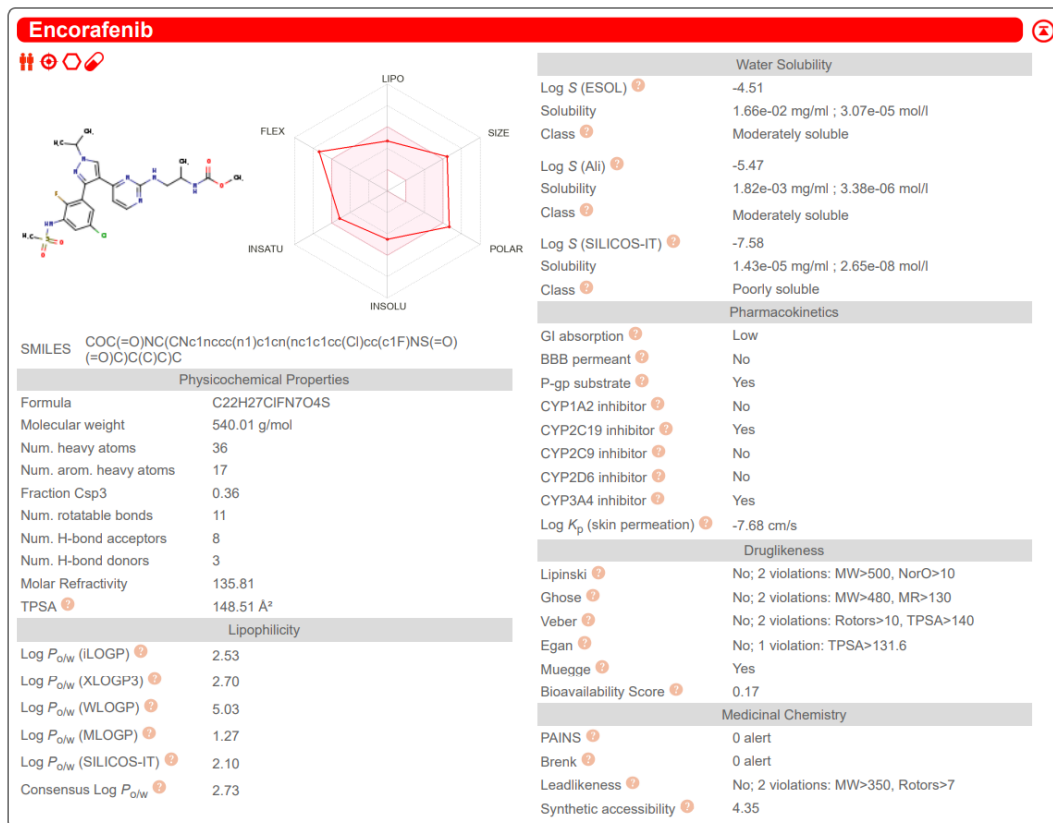 Encorafenib
LIPO
FLEX
SIZE
INSATU
POLAR
INSOLU
CH₃
H₃C
N
N
F
HN
H₃C
S
O
O
Cl
N
N
NH
CH₃
N
H
O
O
CH₃
SMILES COC(=O)NC(CNc1nccc(n1)c1cn(nc1c1cc(Cl)cc(c1F)NS(=O)
(=O)C)C(C)C)C
Physicochemical Properties
Formula C22H27ClFN7O4S
Molecular weight 540.01 g/mol
Num. heavy atoms 36
Num. arom. heavy atoms 17
Fraction Csp3 0.36
Num. rotatable bonds 11
Num. H-bond acceptors 8
Num. H-bond donors 3
Molar Refractivity 135.81
TPSA ? 148.51 Å²
Lipophilicity
Log Po/w (iLOGP) ? 2.53
Log Po/w (XLOGP3) ? 2.70
Log Po/w (WLOGP) ? 5.03
Log Po/w (MLOGP) ? 1.27
Log Po/w (SILICOS-IT) ? 2.10
Consensus Log Po/w ? 2.73
Water Solubility
Log S (ESOL) ? -4.51
Solubility 1.66e-02 mg/ml ; 3.07e-05 mol/l
Class ? Moderately soluble
Log S (Ali) ? -5.47
Solubility 1.82e-03 mg/ml ; 3.38e-06 mol/l
Class ? Moderately soluble
Log S (SILICOS-IT) ? -7.58
Solubility 1.43e-05 mg/ml ; 2.65e-08 mol/l
Class ? Poorly soluble
Pharmacokinetics
GI absorption ? Low
BBB permeant ? No
P-gp substrate ? Yes
CYP1A2 inhibitor ? No
CYP2C19 inhibitor ? Yes
CYP2C9 inhibitor ? No
CYP2D6 inhibitor ? No
CYP3A4 inhibitor ? Yes
Log Kp (skin permeation) ? -7.68 cm/s
Druglikeness
Lipinski ? No; 2 violations: MW>500, NorO>10
Ghose ? No; 2 violations: MW>480, MR>130
Veber ? No; 2 violations: Rotors>10, TPSA>140
Egan ? No; 1 violation: TPSA>131.6
Muegge ? Yes
Bioavailability Score ? 0.17
Medicinal Chemistry
PAINS ? 0 alert
Brenk ? 0 alert
Leadlikeness ? No; 2 violations: MW>350, Rotors>7
Synthetic accessibility ? 4.35